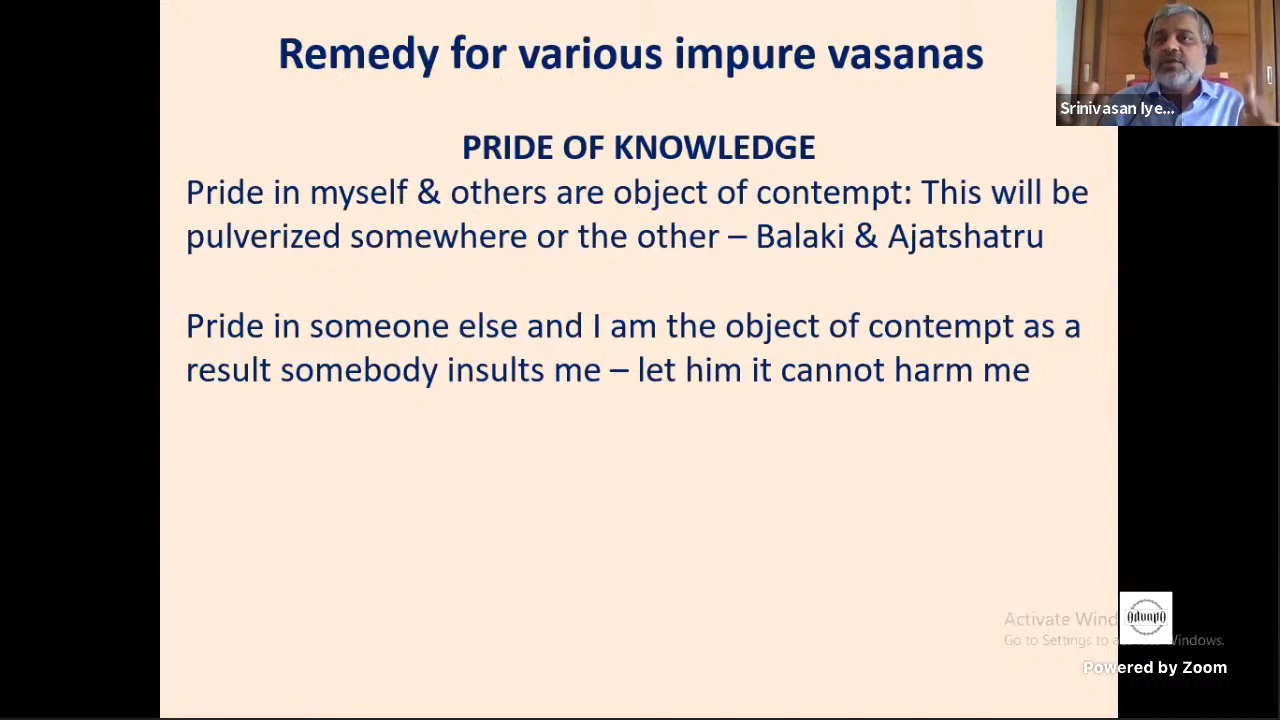 Remedy for various impure vasanas
Srinivasan Iye...
PRIDE OF KNOWLEDGE
Pride in myself & others are object of contempt: This will be
pulverized somewhere or the other – Balaki & Ajatshatru
Pride in someone else and I am the object of contempt as a
result somebody insults me – let him it cannot harm me
Activate Wind
Go to Settings to a Windows.
Powered by Zoom